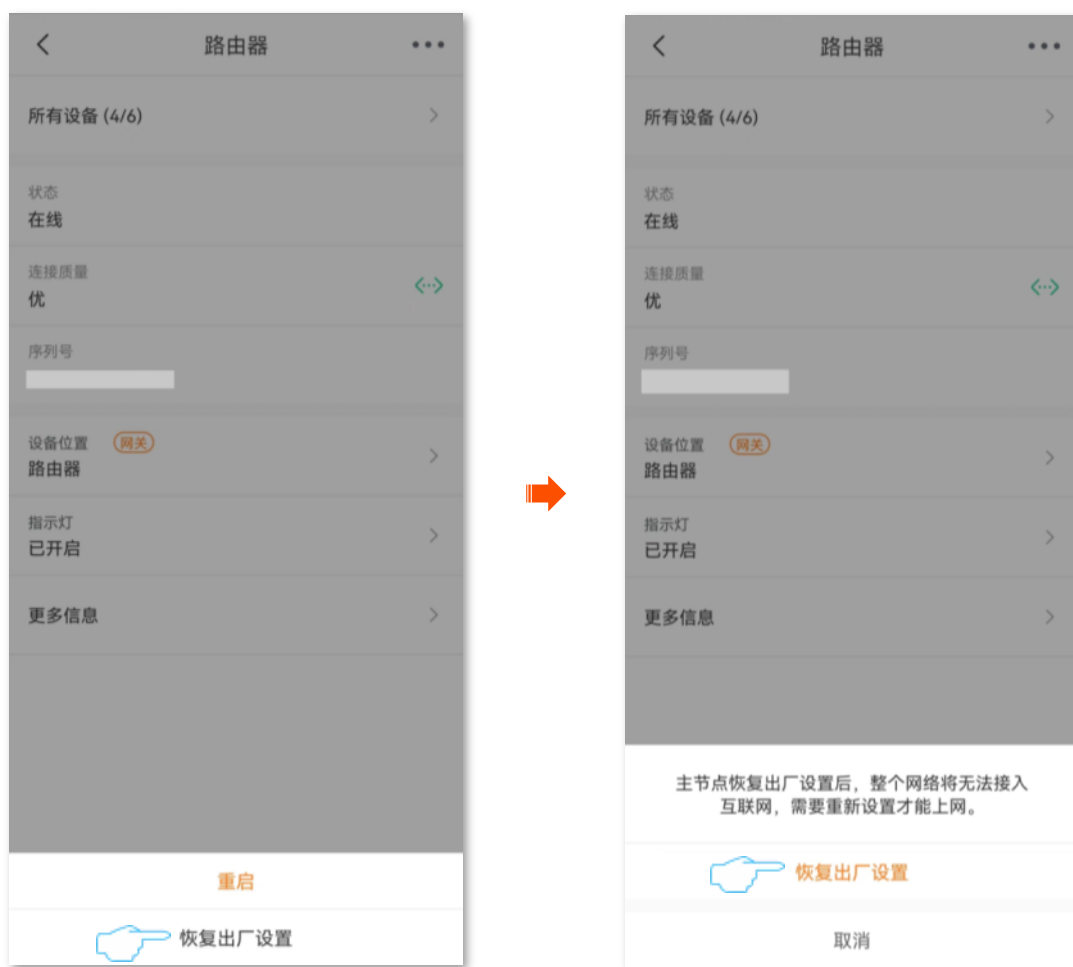 路由器
所有设备 (4/6)
状态
在线
连接质量
优
序列号
设备位置 网关
路由器
指示灯
已开启
更多信息
重启
恢复出厂设置
路由器
所有设备 (4/6)
状态
在线
连接质量
优
序列号
设备位置 网关
路由器
指示灯
已开启
更多信息
主节点恢复出厂设置后，整个网络将无法接入
互联网，需要重新设置才能上网。
恢复出厂设置
取消